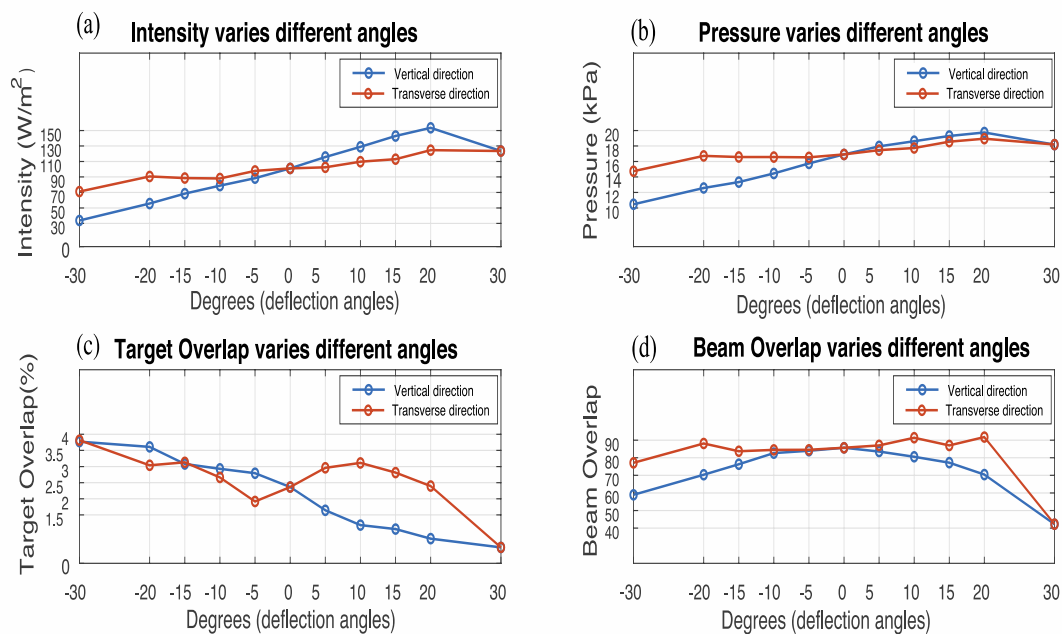 (a)
Intensity varies different angles
Vertical direction
Transverse direction
Intensity (W/m²)
150
130
110
90
70
50
30
0
-30 -20 -15 -10 -5 0 5 10 15 20 30
Degrees (deflection angles)
(b)
Pressure varies different angles
Vertical direction
Transverse direction
Pressure (kPa)
20
18
16
14
12
10
-30 -20 -15 -10 -5 0 5 10 15 20 30
Degrees (deflection angles)
(c)
Target Overlap varies different angles
Vertical direction
Transverse direction
Target Overlap(%)
4
3.5
3
2.5
2
1.5
0
-30 -20 -15 -10 -5 0 5 10 15 20 30
Degrees (deflection angles)
(d)
Beam Overlap varies different angles
Vertical direction
Transverse direction
Beam Overlap
90
80
70
60
50
40
-30 -20 -15 -10 -5 0 5 10 15 20 30
Degrees (deflection angles)